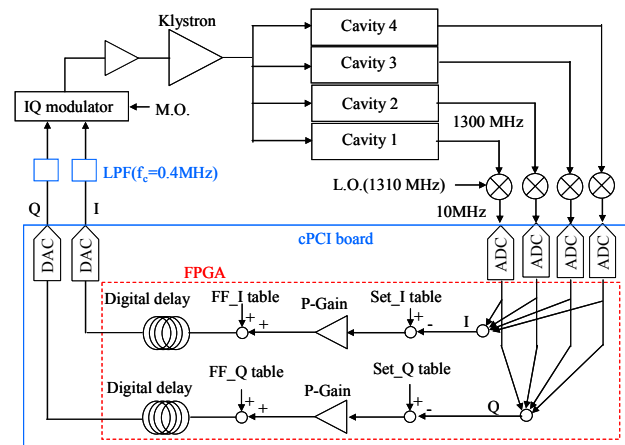 Klystron
Cavity 4
Cavity 3
Cavity 2
Cavity 1
IQ modulator
M.O.
1300 MHz
LPF(fc=0.4MHz)
L.O.(1310 MHz)
10MHz
Q
I
cPCI board
DAC
DAC
ADC
ADC
ADC
ADC
FPGA
Digital delay
FF_I table
P-Gain
Set_I table
+
+
+
-
I
Digital delay
FF_Q table
P-Gain
Set_Q table
+
+
+
-
Q